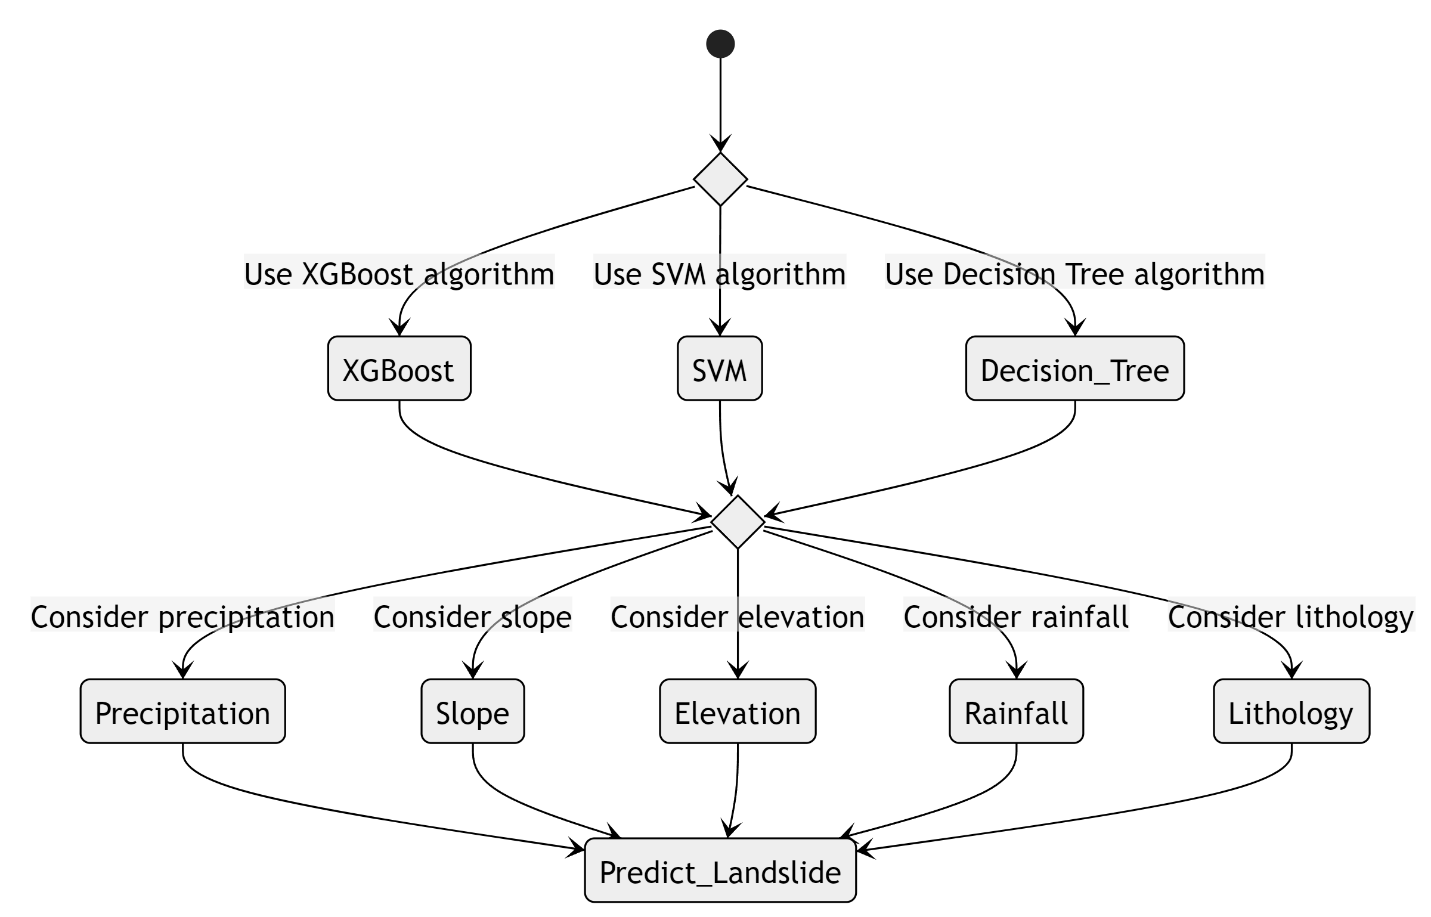 Use XGBoost algorithm
Use SVM algorithm
Use Decision Tree algorithm
XGBoost
SVM
Decision_Tree
Consider precipitation
Consider slope
Consider elevation
Consider rainfall
Consider lithology
Precipitation
Slope
Elevation
Rainfall
Lithology
Predict_Landslide